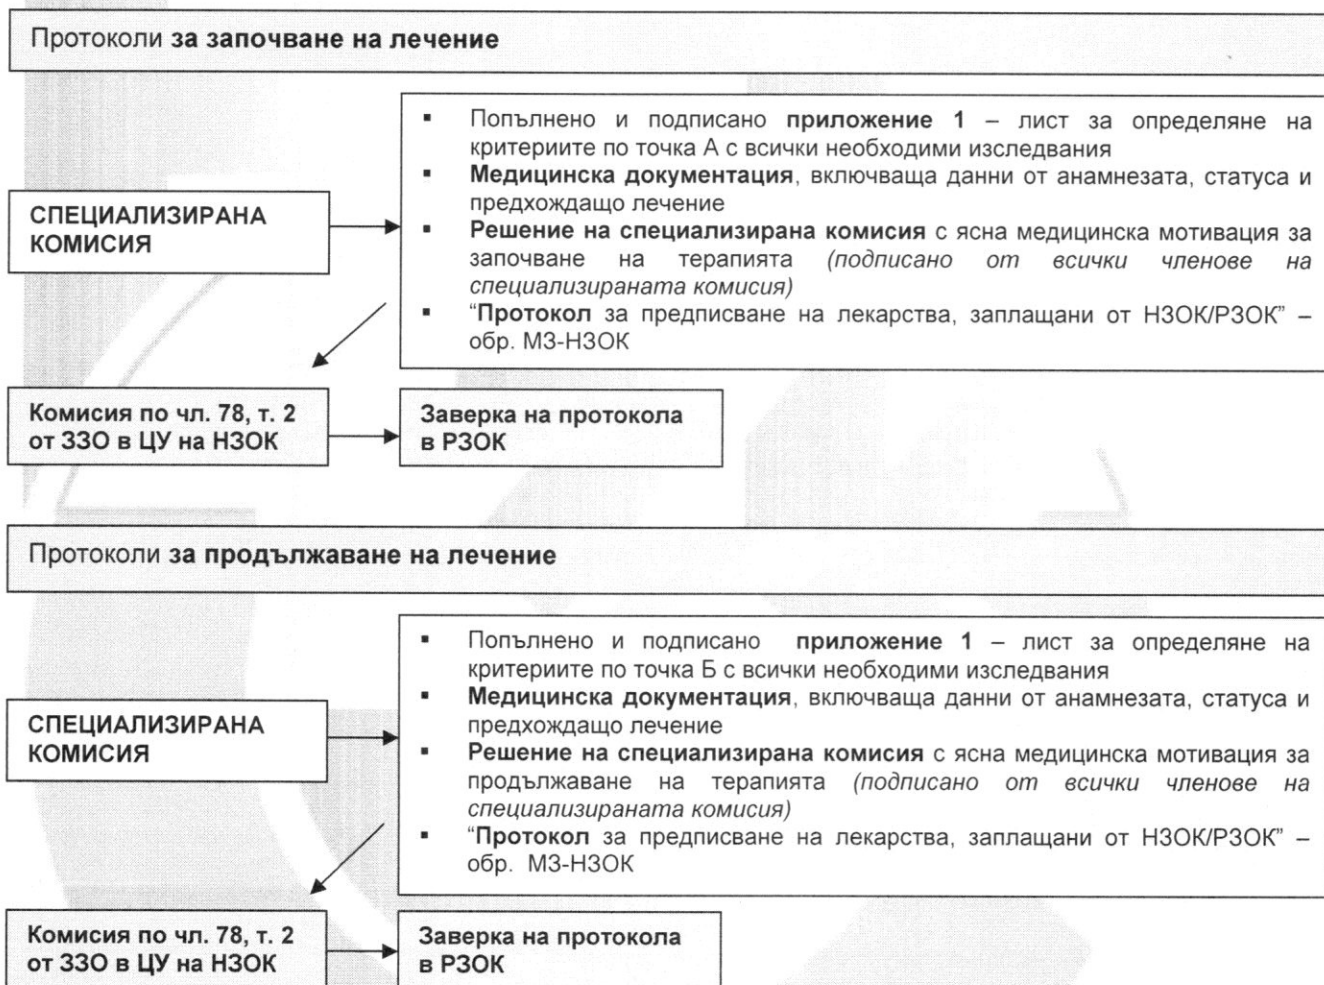 Протоколи за започване на лечение
▪ Попълнено и подписано приложение 1 – лист за определяне на
критериите по точка А с всички необходими изследвания
▪ Медицинска документация, включваща данни от анамнезата, статуса и
предхождащо лечение
▪ Решение на специализирана комисия с ясна медицинска мотивация за
започване на терапията (подписано от всички членове на
специализираната комисия)
▪ “Протокол за предписване на лекарства, заплащани от НЗОК/РЗОК” –
обр. МЗ-НЗОК
СПЕЦИАЛИЗИРАНА
КОМИСИЯ
Комисия по чл. 78, т. 2
от ЗЗО в ЦУ на НЗОК
Заверка на протокола
в РЗОК
Протоколи за продължаване на лечение
▪ Попълнено и подписано приложение 1 – лист за определяне на
критериите по точка Б с всички необходими изследвания
▪ Медицинска документация, включваща данни от анамнезата, статуса и
предхождащо лечение
▪ Решение на специализирана комисия с ясна медицинска мотивация за
продължаване на терапията (подписано от всички членове на
специализираната комисия)
▪ “Протокол за предписване на лекарства, заплащани от НЗОК/РЗОК” –
обр. МЗ-НЗОК
СПЕЦИАЛИЗИРАНА
КОМИСИЯ
Комисия по чл. 78, т. 2
от ЗЗО в ЦУ на НЗОК
Заверка на протокола
в РЗОК